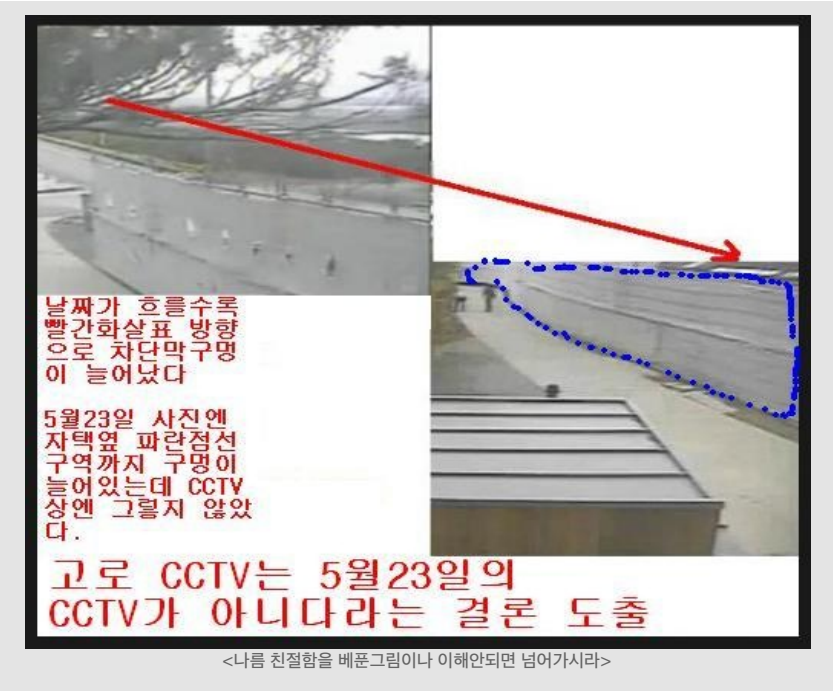 날짜가 흐를수록
빨간화살표 방향
으로 차단막구멍
이 늘어났다
5월23일 사진엔
자택옆 파란점선
구역까지 구멍이
늘어있는데 CCTV
상엔 그렇지 않았
다.
고로 CCTV는 5월23일의
CCTV가 아니다라는 결론 도출
<나름 친절함을 베푼그림이나 이해안되면 넘어가시라>